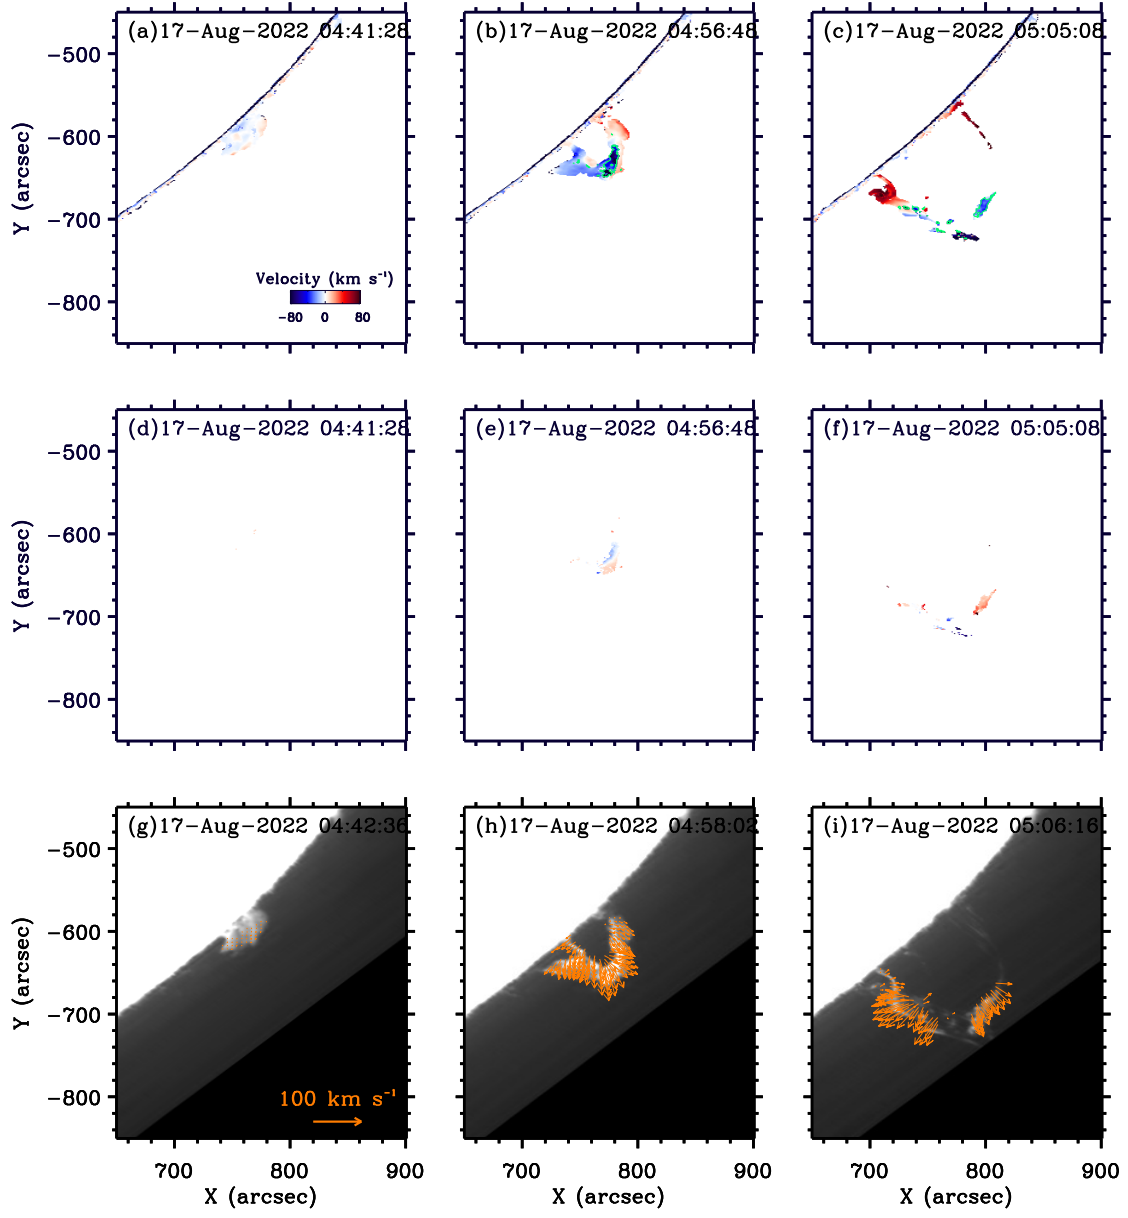 (a)17-Aug-2022 04:41:28
(b)17-Aug-2022 04:56:48
(c)17-Aug-2022 05:05:08
-500
-600
-700
-800
Y (arcsec)
Velocity (km s⁻¹)
-80 0 80
(d)17-Aug-2022 04:41:28
(e)17-Aug-2022 04:56:48
(f)17-Aug-2022 05:05:08
-500
-600
-700
-800
Y (arcsec)
(g)17-Aug-2022 04:42:36
(h)17-Aug-2022 04:58:02
(i)17-Aug-2022 05:06:16
-500
-600
-700
-800
Y (arcsec)
100 km s⁻¹
700 800 900
700 800 900
700 800 900
X (arcsec)
X (arcsec)
X (arcsec)